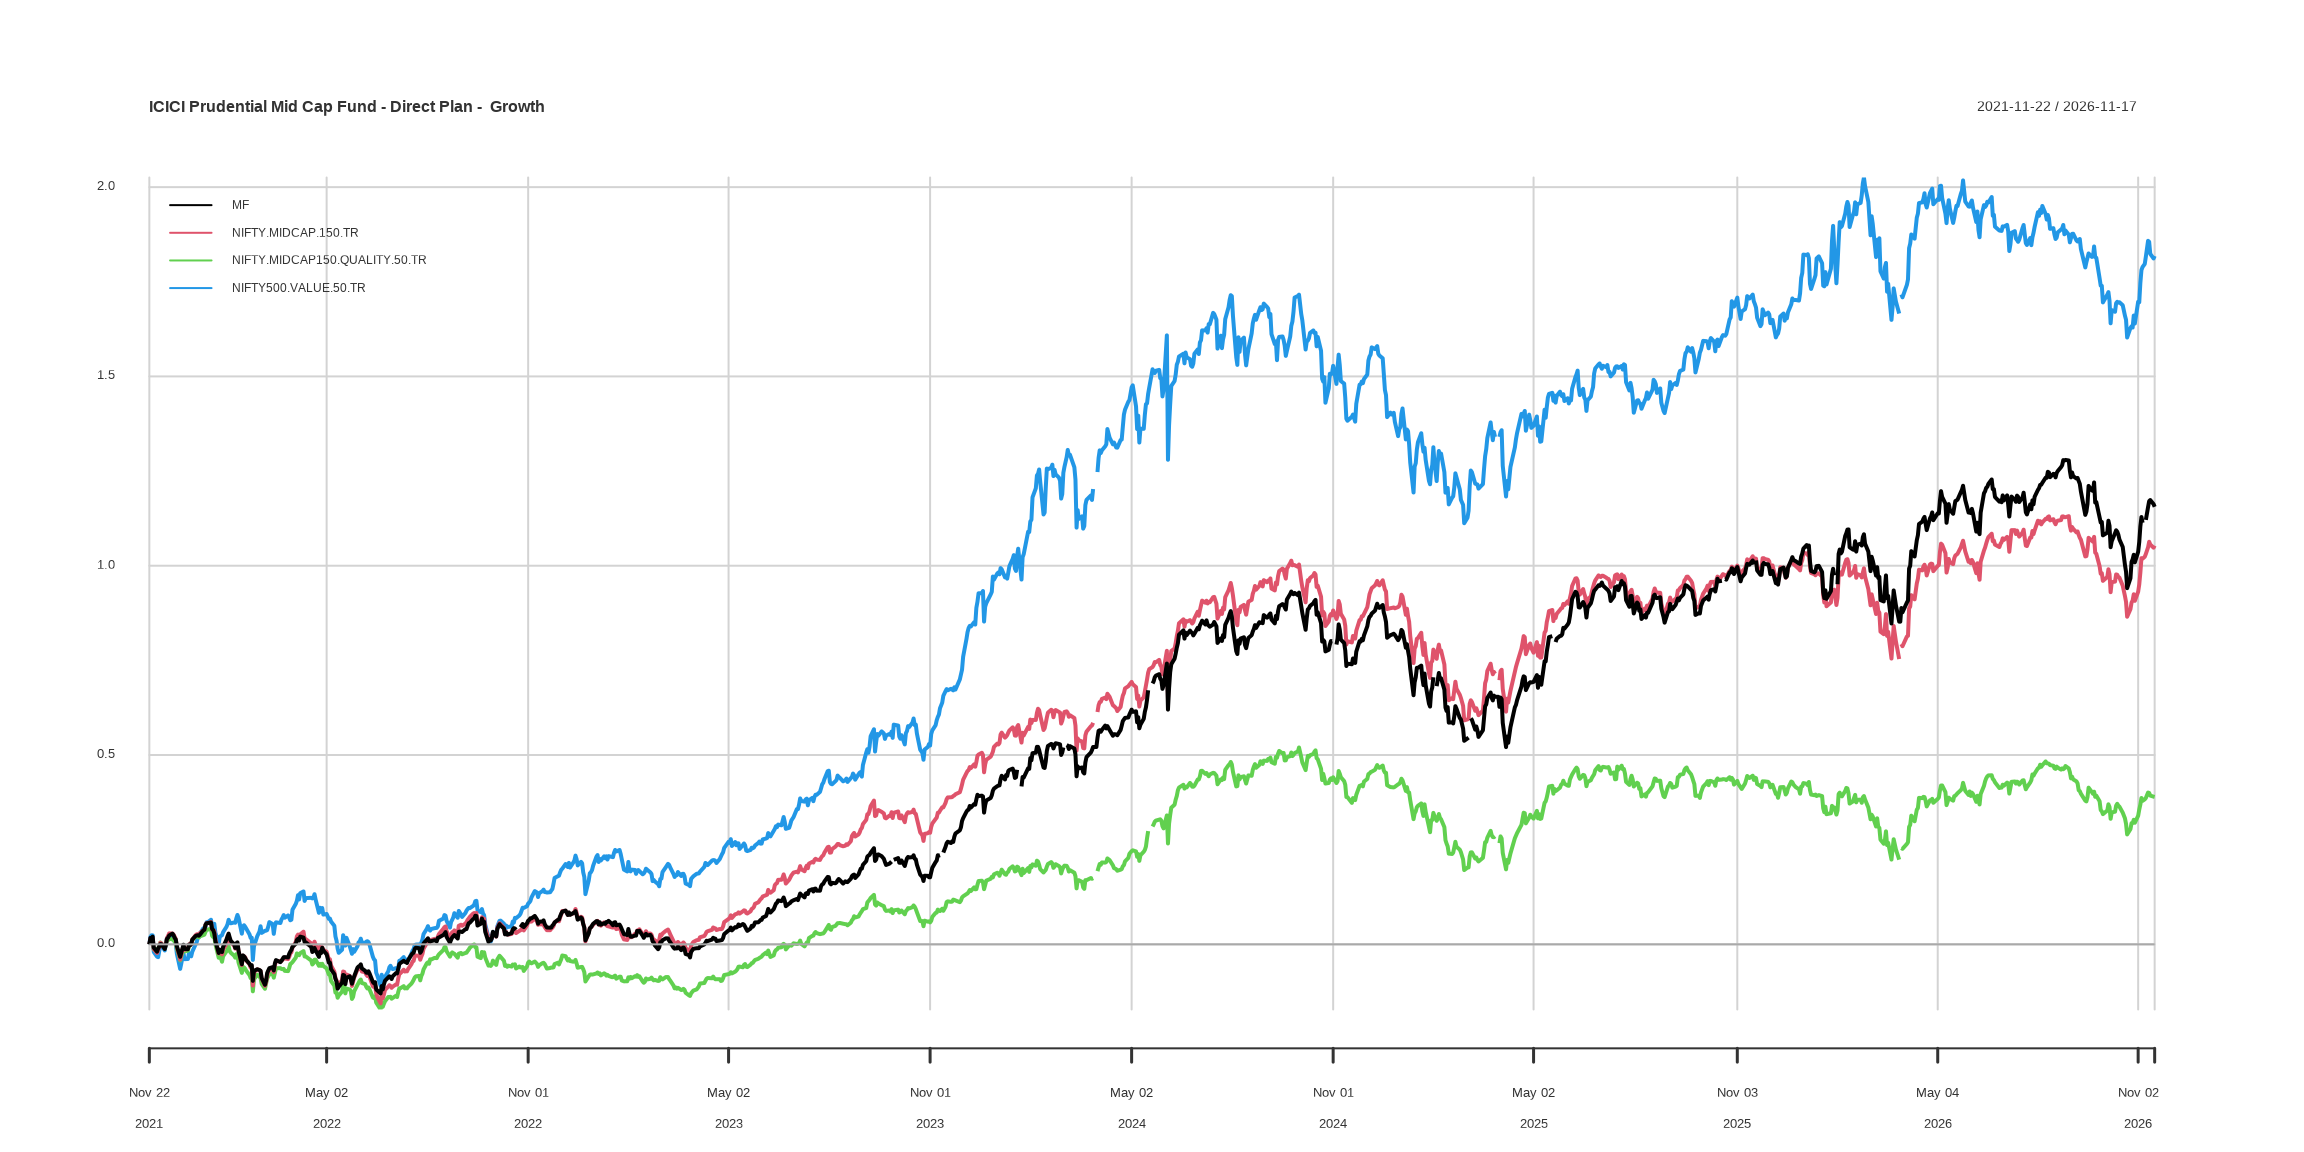 ICICI Prudential Mid Cap Fund - Direct Plan -  Growth
2021-11-22 / 2026-11-17
2.0
1.5
1.0
0.5
0.0
MF
NIFTY.MIDCAP.150.TR
NIFTY.MIDCAP150.QUALITY.50.TR
NIFTY500.VALUE.50.TR
Nov 22 May 02 Nov 01 May 02 Nov 01 May 02 Nov 01 May 02 Nov 03 May 04 Nov 02
2021 2022 2022 2023 2023 2024 2024 2025 2025 2026 2026